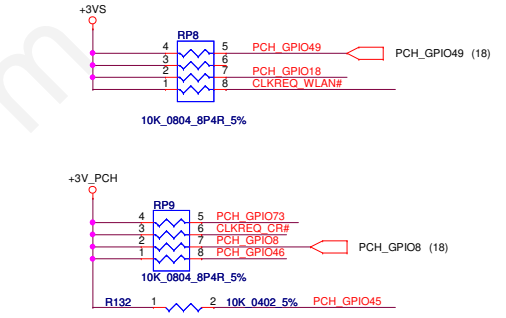 +3VS
RP8
4 5 PCH_GPIO49
PCH_GPIO49 (18)
3 6
2 7 PCH_GPIO18
1 8 CLKREQ_WLAN#
10K_0804_8P4R_5%
+3V_PCH
RP9
4 5 PCH_GPIO73
3 6 CLKREQ_CR#
2 7 PCH_GPIO8
PCH_GPIO8 (18)
1 8 PCH_GPIO46
10K_0804_8P4R_5%
R132 1 2 10K_0402_5% PCH_GPIO45